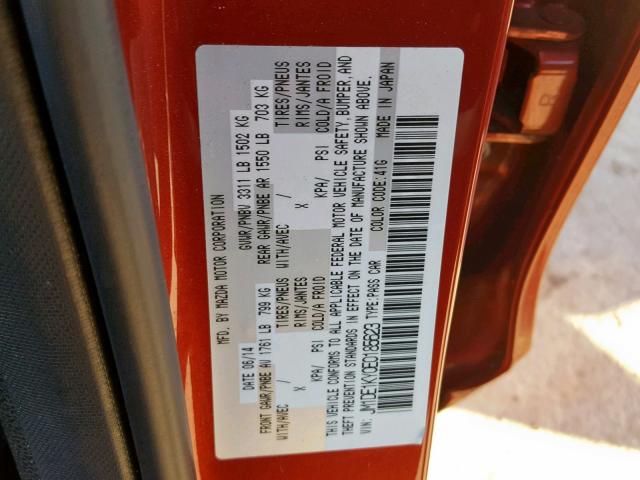 MFD. BY MAZDA MOTOR CORPORATION
DATE 06/14 GVWR/PNBV 3311 LB 1502 KG
FRONT GAWR/PNBE AV 1761 LB 799 KG REAR GAWR/PNBE AR 1550 LB 703 KG
WITH/AVEC / TIRES/PNEUS WITH/AVEC / TIRES/PNEUS
X RIMS/JANTES X RIMS/JANTES
KPA/ PSI COLD/A FROID KPA/ PSI COLD/A FROID
THIS VEHICLE CONFORMS TO ALL APPLICABLE FEDERAL MOTOR VEHICLE SAFETY, BUMPER, AND
THEFT PREVENTION STANDARDS IN EFFECT ON THE DATE OF MANUFACTURE SHOWN ABOVE.
VIN: JM1DE1KY0E0185623 TYPE:PASS CAR COLOR CODE:41G MADE IN JAPAN